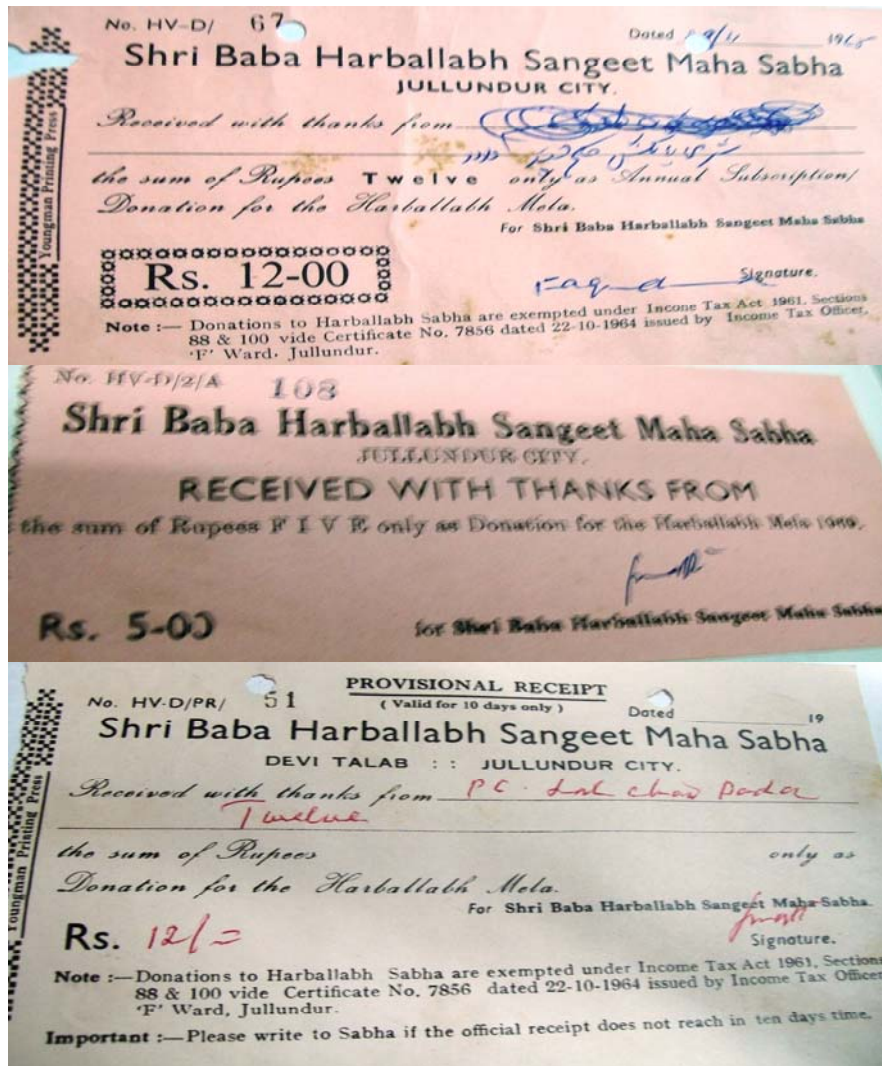 No. HV-D/ 67
Dated 19/11 1965
Shri Baba Harballabh Sangeet Maha Sabha
JULLUNDUR CITY.
Received with thanks from
the sum of Rupees Twelve only as Annual Subscription/
Donation for the Harballabh Mela.
For Shri Baba Harballabh Sangeet Maha Sabha
Rs. 12-00
Signature.
Note :— Donations to Harballabh Sabha are exempted under Income Tax Act 1961, Sections
88 & 100 vide Certificate No. 7856 dated 22-10-1964 issued by Income Tax Officer,
'F' Ward, Jullundur.
Youngman Printing Press
No. HV-D/2/A 108
Shri Baba Harballabh Sangeet Maha Sabha
JULLUNDUR CITY.
RECEIVED WITH THANKS FROM
the sum of Rupees F I V E only as Donation for the Harballabh Mela 1969.
Rs. 5-00
for Shri Baba Harballabh Sangeet Maha Sabha
PROVISIONAL RECEIPT
No. HV-D/PR/ 51
( Valid for 10 days only )
Dated 19
Shri Baba Harballabh Sangeet Maha Sabha
DEVI TALAB : : JULLUNDUR CITY.
Received with thanks from P C.
Twelve
the sum of Rupees only as
Donation for the Harballabh Mela.
For Shri Baba Harballabh Sangeet Maha Sabha.
Rs. 12/=
Signature.
Note :—Donations to Harballabh Sabha are exempted under Income Tax Act 1961, Sections
88 & 100 vide Certificate No. 7856 dated 22-10-1964 issued by Income Tax Officer
'F' Ward, Jullundur.
Important :—Please write to Sabha if the official receipt does not reach in ten days time.
Youngman Printing Press